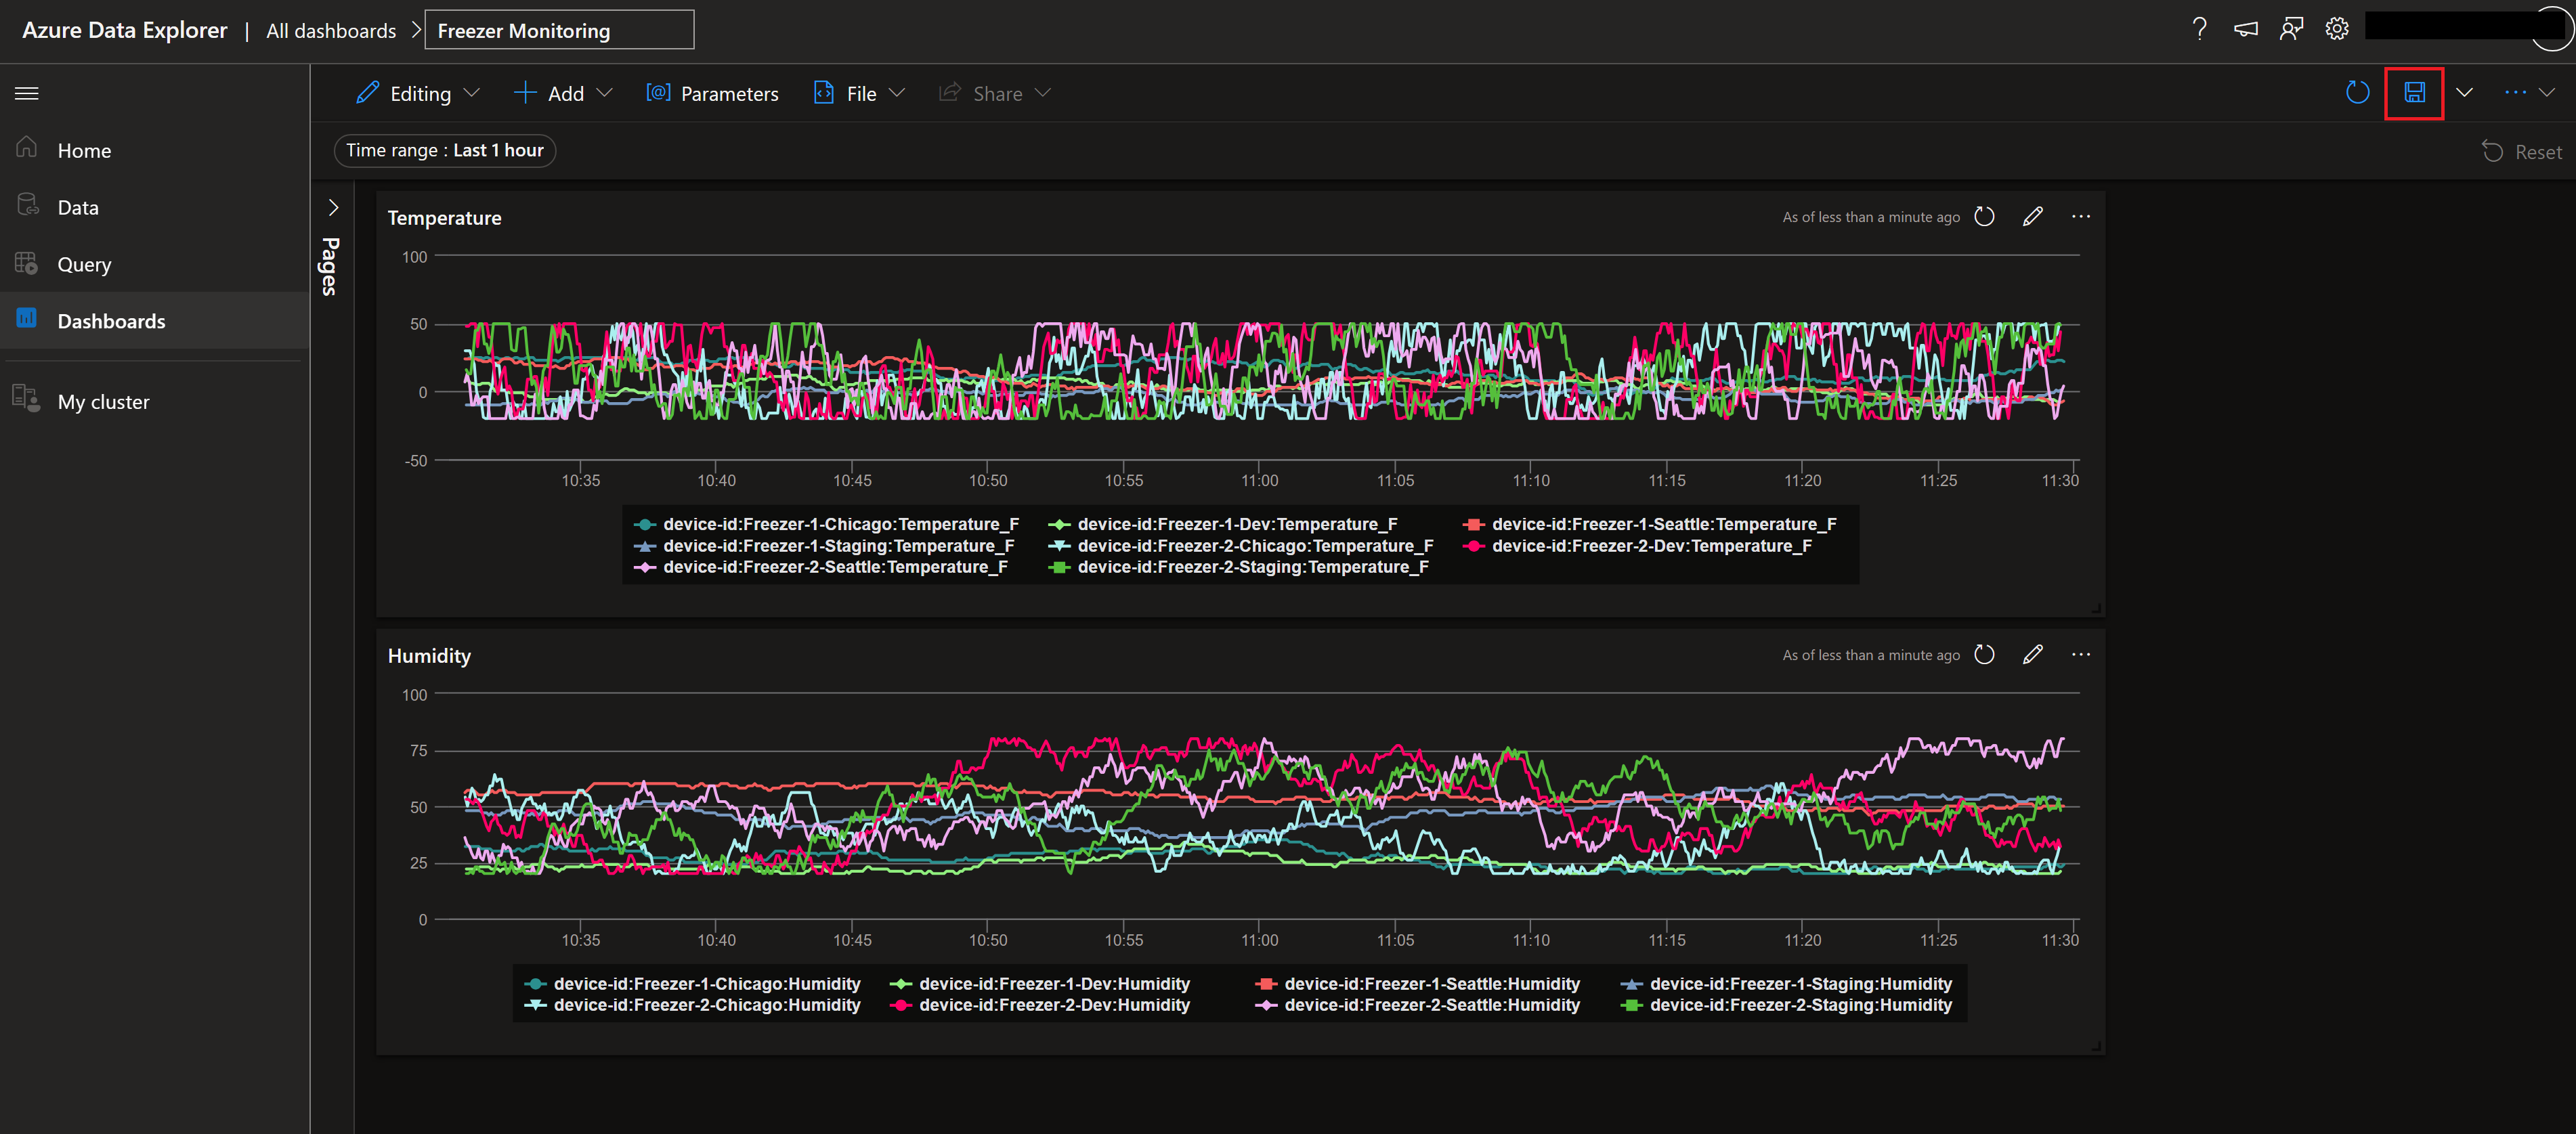 Azure Data Explorer | All dashboards > Freezer Monitoring
Editing Add Parameters File Share
Home
Data
Query
Dashboards
My cluster
Time range : Last 1 hour
Reset
Pages
Temperature
As of less than a minute ago
100
50
0
-50
10:35 10:40 10:45 10:50 10:55 11:00 11:05 11:10 11:15 11:20 11:25 11:30
device-id:Freezer-1-Chicago:Temperature_F device-id:Freezer-1-Dev:Temperature_F device-id:Freezer-1-Seattle:Temperature_F
device-id:Freezer-1-Staging:Temperature_F device-id:Freezer-2-Chicago:Temperature_F device-id:Freezer-2-Dev:Temperature_F
device-id:Freezer-2-Seattle:Temperature_F device-id:Freezer-2-Staging:Temperature_F
Humidity
As of less than a minute ago
100
75
50
25
0
10:35 10:40 10:45 10:50 10:55 11:00 11:05 11:10 11:15 11:20 11:25 11:30
device-id:Freezer-1-Chicago:Humidity device-id:Freezer-1-Dev:Humidity device-id:Freezer-1-Seattle:Humidity device-id:Freezer-1-Staging:Humidity
device-id:Freezer-2-Chicago:Humidity device-id:Freezer-2-Dev:Humidity device-id:Freezer-2-Seattle:Humidity device-id:Freezer-2-Staging:Humidity